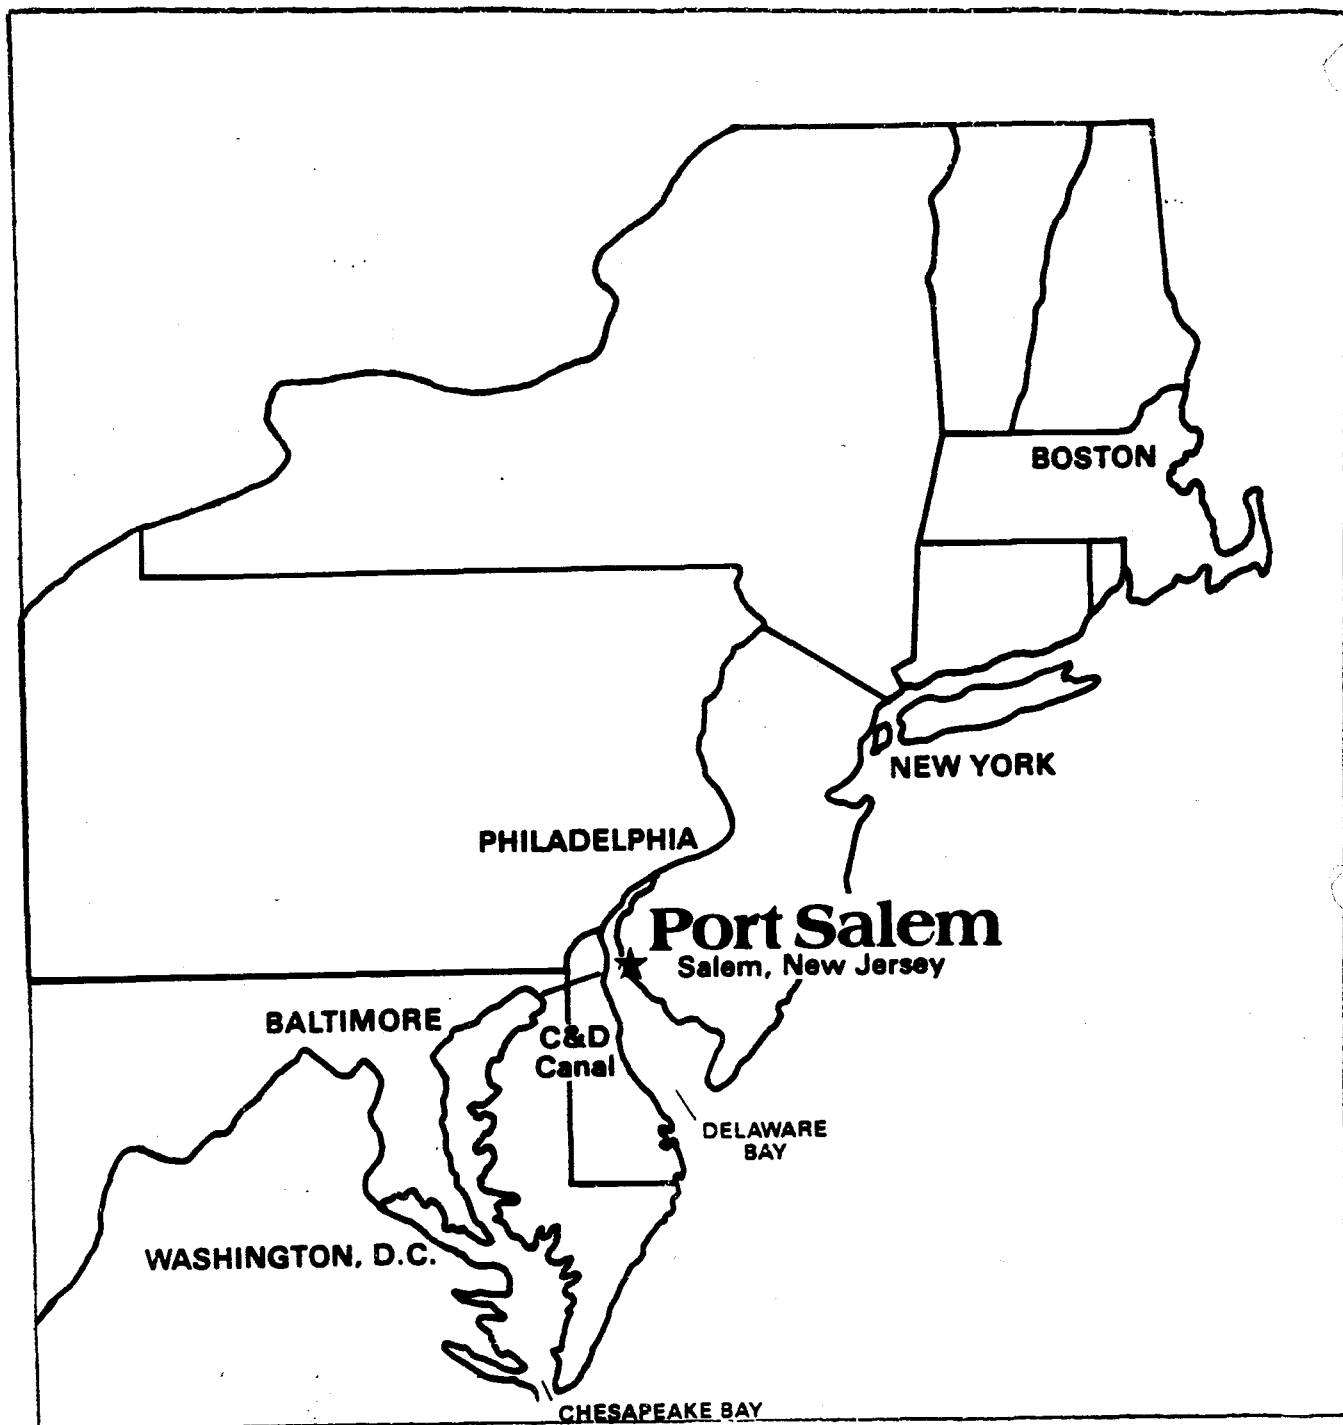 BOSTON
NEW YORK
PHILADELPHIA
Port Salem
Salem, New Jersey
BALTIMORE
C&D
Canal
DELAWARE
BAY
WASHINGTON, D.C.
CHESAPEAKE BAY